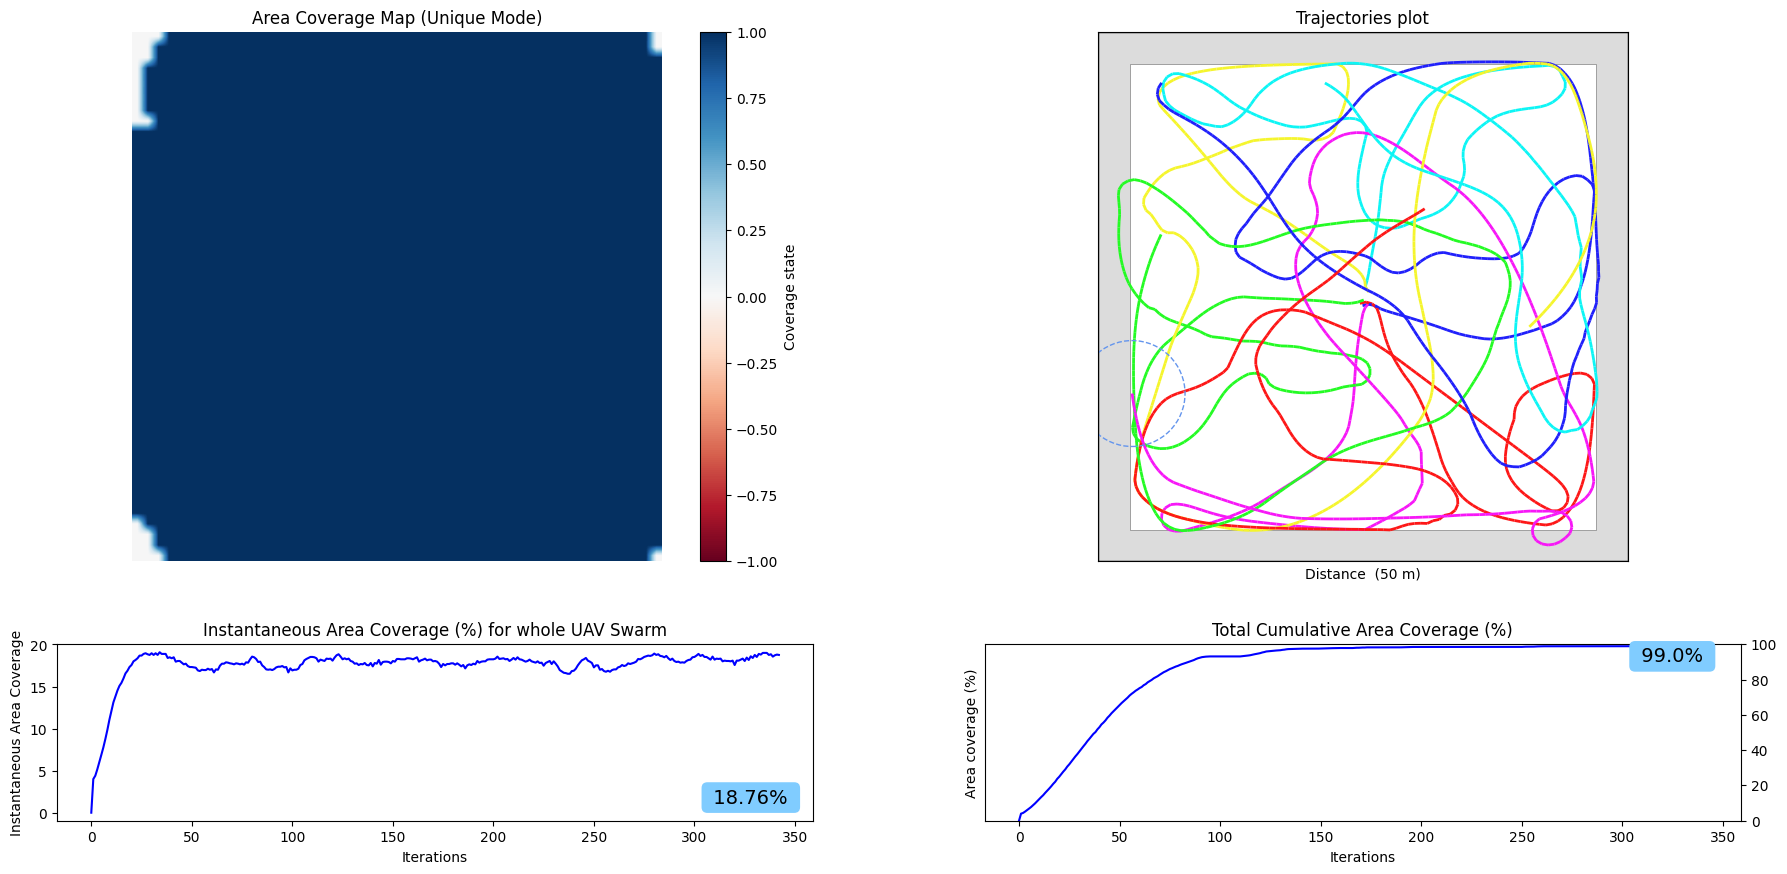 Area Coverage Map (Unique Mode)
1.00
0.75
0.50
0.25
0.00
−0.25
−0.50
−0.75
−1.00
Coverage state
Trajectories plot
Distance  (50 m)
Instantaneous Area Coverage (%) for whole UAV Swarm
Instantaneous Area Coverage
20
15
10
5
0
18.76%
0 50 100 150 200 250 300 350
Iterations
Total Cumulative Area Coverage (%)
Area coverage (%)
99.0%
100
80
60
40
20
0
0 50 100 150 200 250 300 350
Iterations